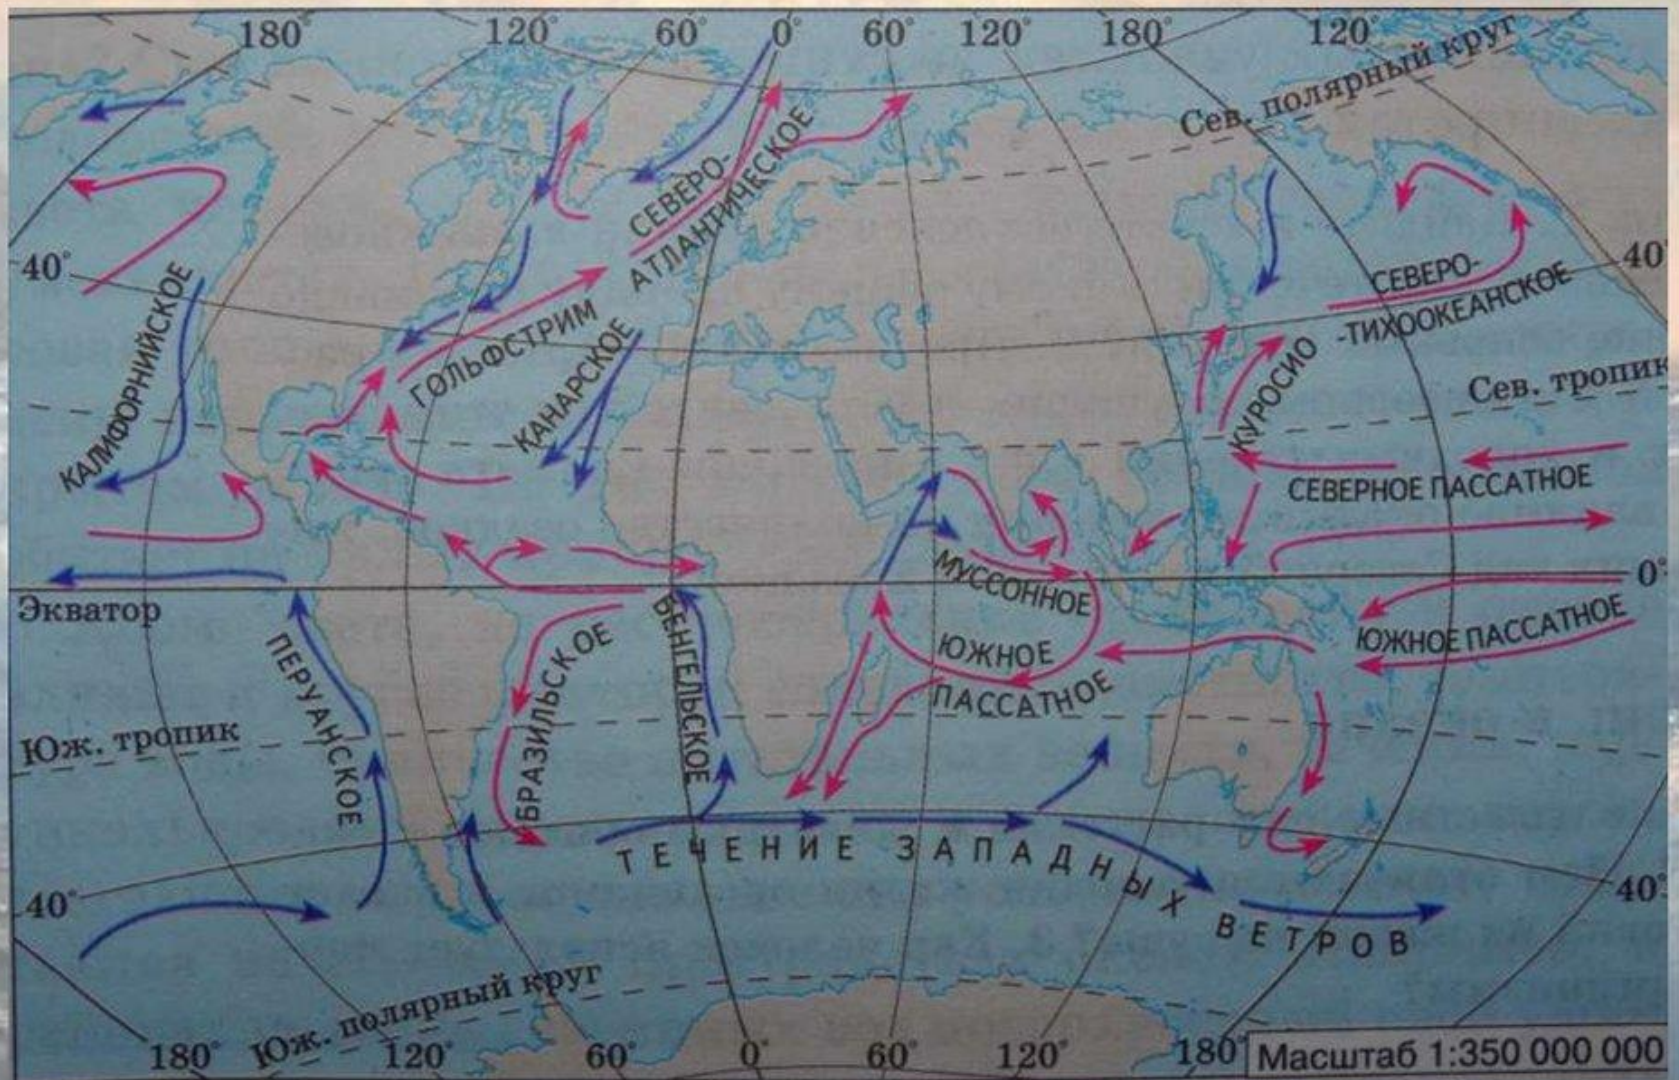 180° 120° 60° 0° 60° 120° 180° 120°
Сев. полярный круг
СЕВЕРО-
АТЛАНТИЧЕСКОЕ
40° 40°
КАЛИФОРНИЙСКОЕ
ГОЛЬФСТРИМ
КАНАРСКОЕ
СЕВЕРО-
-ТИХООКЕАНСКОЕ
КУРОСИО
Сев. тропик
СЕВЕРНОЕ ПАССАТНОЕ
МУССОННОЕ
0°
Экватор
ПЕРУАНСКОЕ
БРАЗИЛЬСКОЕ
БЕНГЕЛЬСКОЕ
ЮЖНОЕ
ПАССАТНОЕ
ЮЖНОЕ ПАССАТНОЕ
Юж. тропик
ТЕЧЕНИЕ ЗАПАДНЫХ ВЕТРОВ
40° 40°
Юж. полярный круг
180° 120° 60° 0° 60° 120° 180°
Масштаб 1:350 000 000